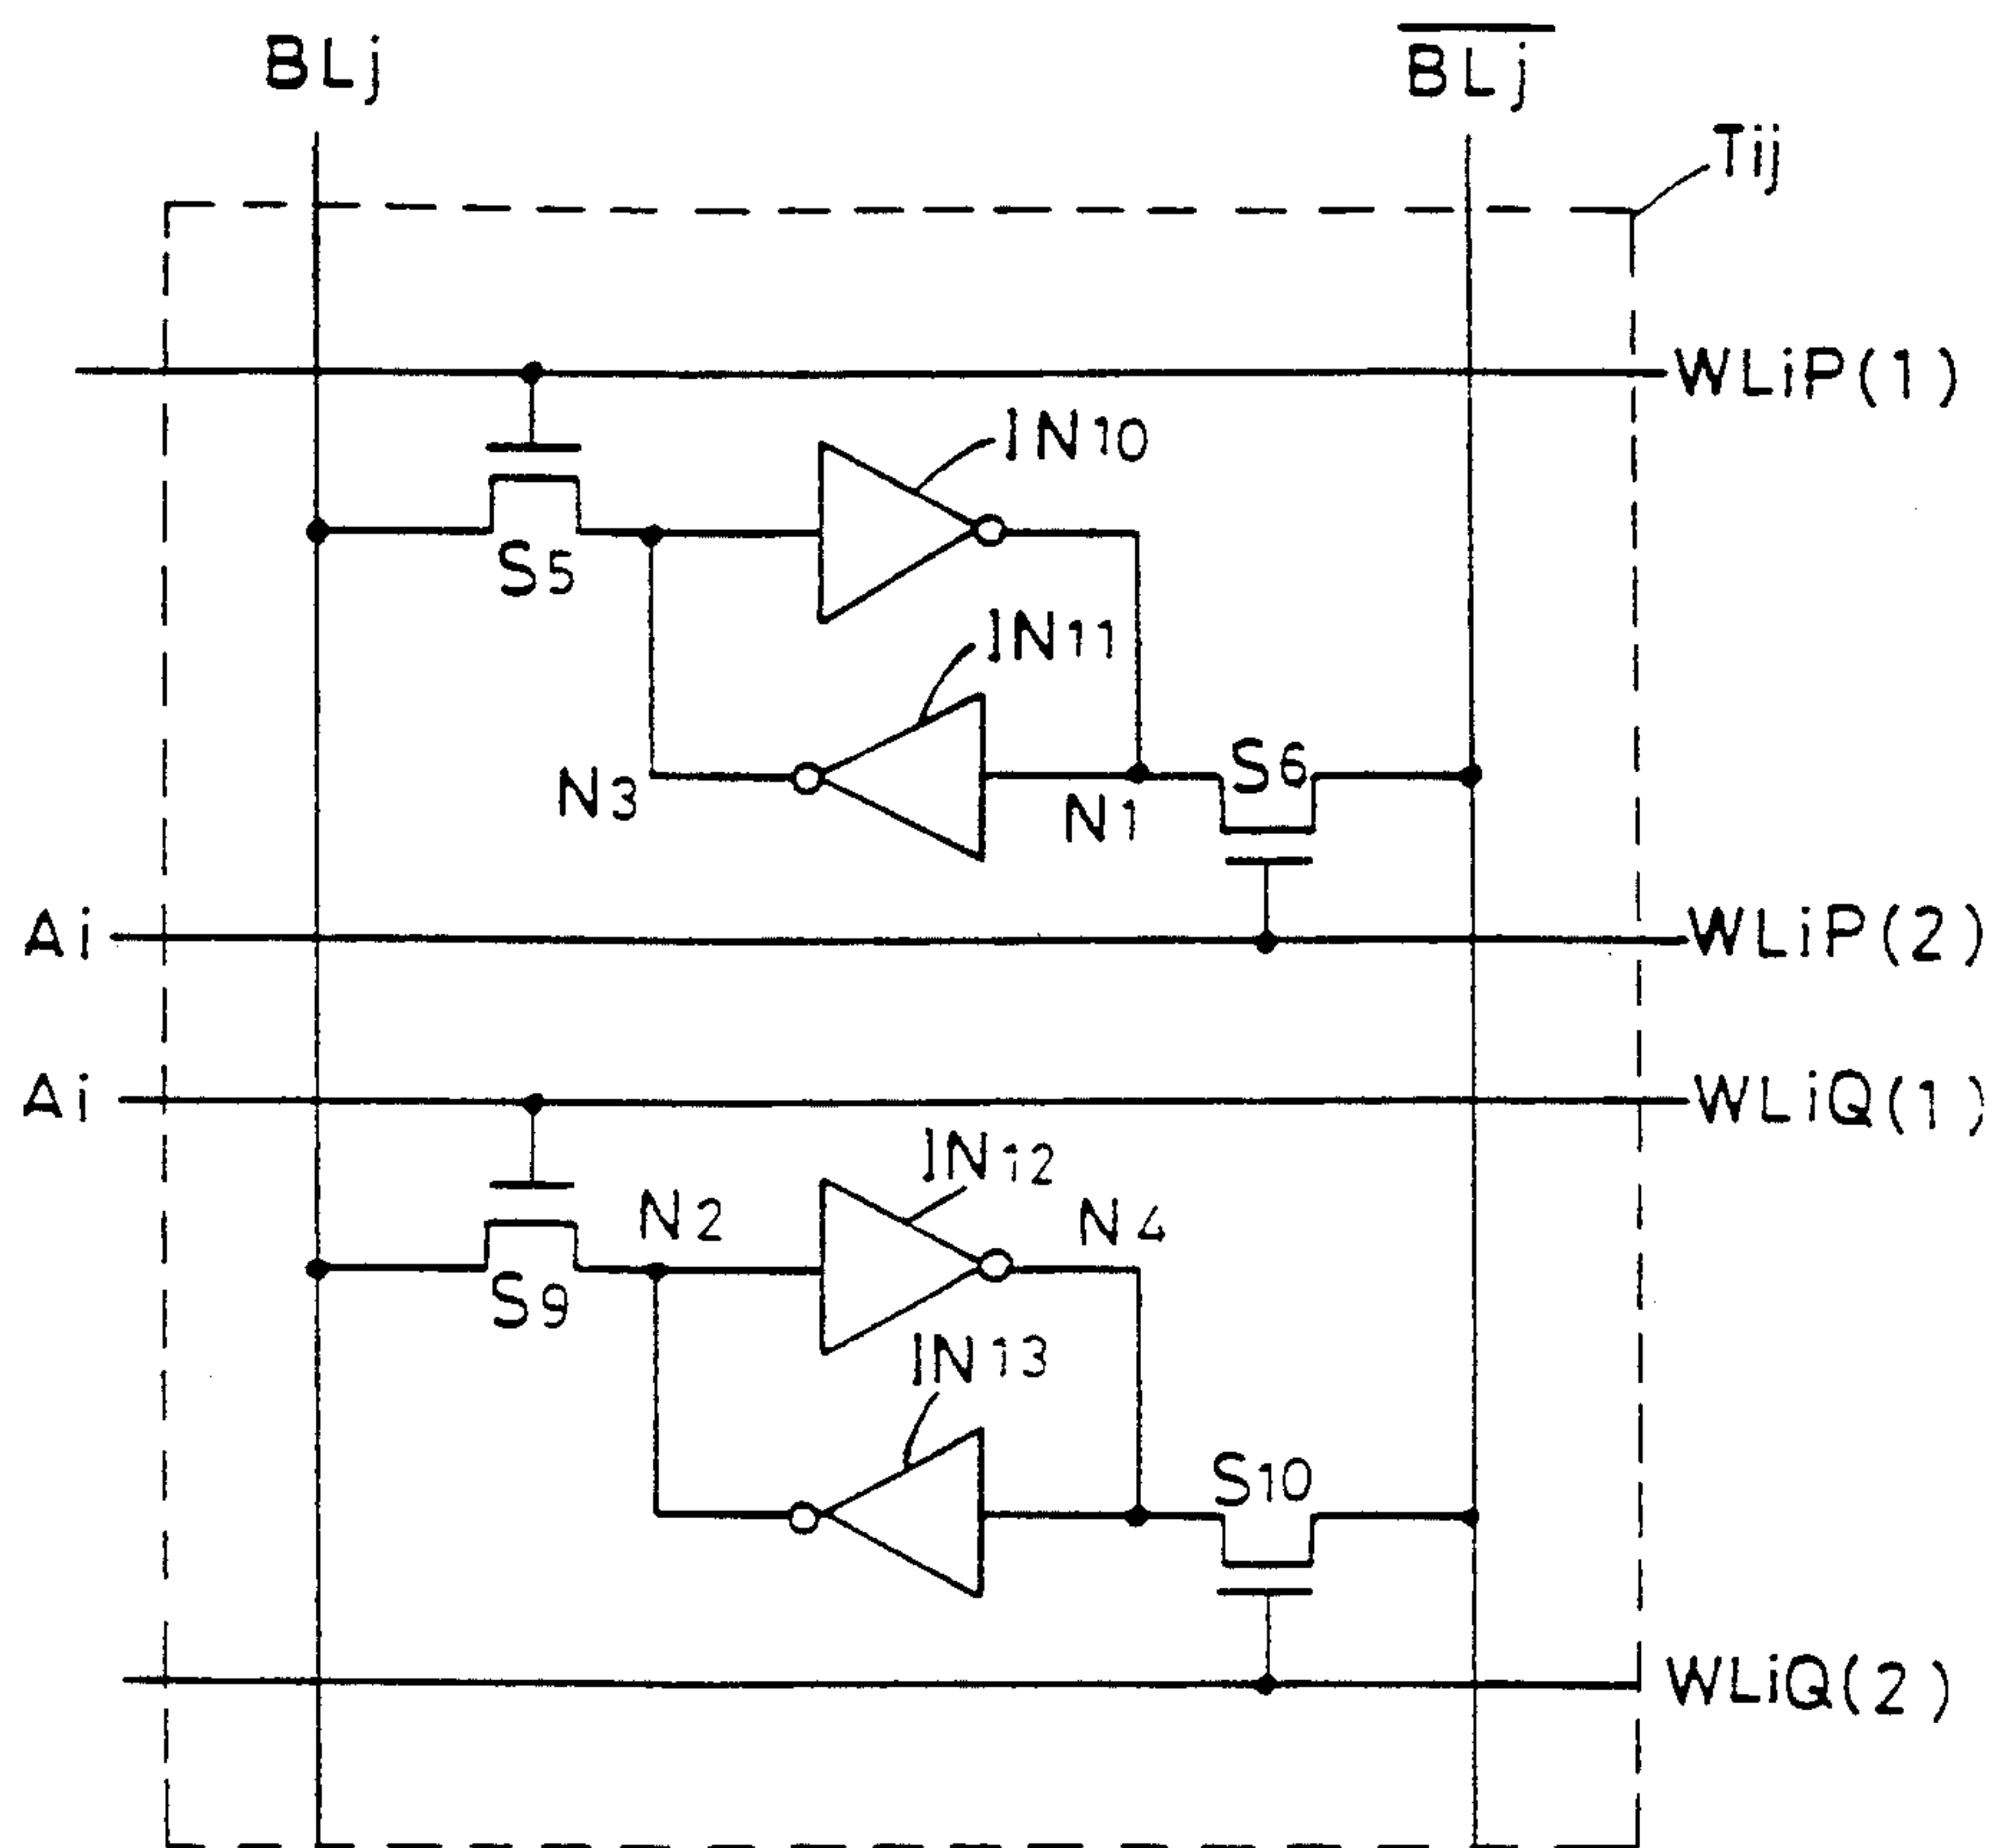 BLj
B̅L̅j̅
Tij
WLiP(1)
IN10
S5
IN11
S6
N3
N1
Ai
WLiP(2)
Ai
WLiQ(1)
IN12
N2
N4
S9
IN13
S10
WLiQ(2)